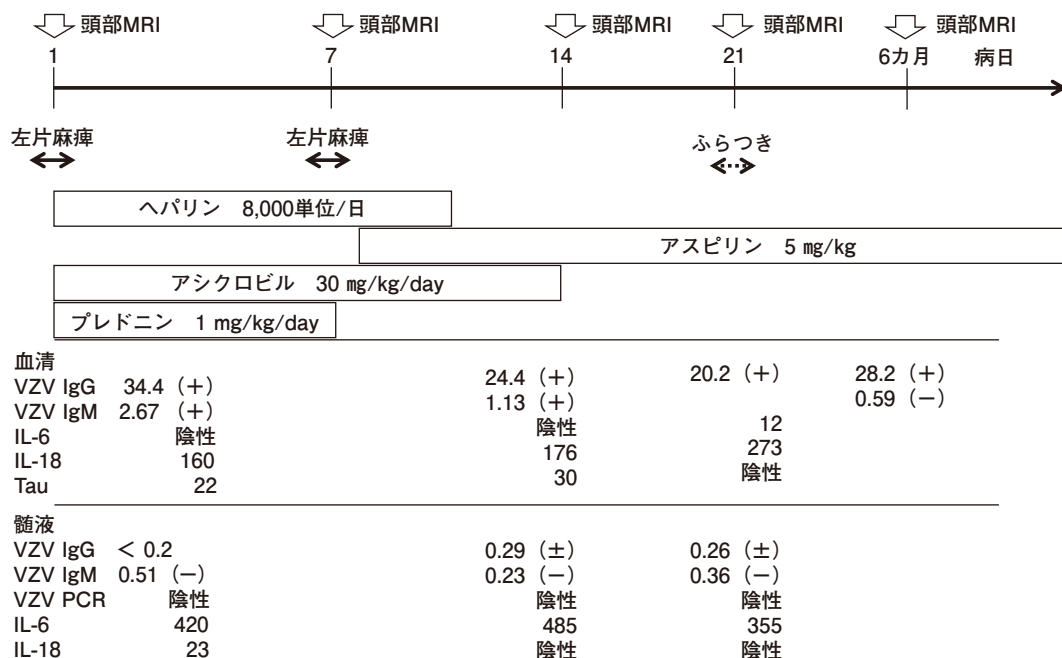 頭部MRI 頭部MRI 頭部MRI 頭部MRI 頭部MRI
1 7 14 21 6カ月 病日
左片麻痺 左片麻痺 ふらつき
ヘパリン 8,000単位/日
アスピリン 5 mg/kg
アシクロビル 30 mg/kg/day
プレドニン 1 mg/kg/day
血清
VZV IgG 34.4（＋） 24.4（＋） 20.2（＋） 28.2（＋）
VZV IgM 2.67（＋） 1.13（＋） 0.59（－）
IL-6 陰性 陰性 12
IL-18 160 176 273
Tau 22 30 陰性
髄液
VZV IgG ＜ 0.2 0.29（±） 0.26（±）
VZV IgM 0.51（－） 0.23（－） 0.36（－）
VZV PCR 陰性 陰性 陰性
IL-6 420 485 355
IL-18 23 陰性 陰性